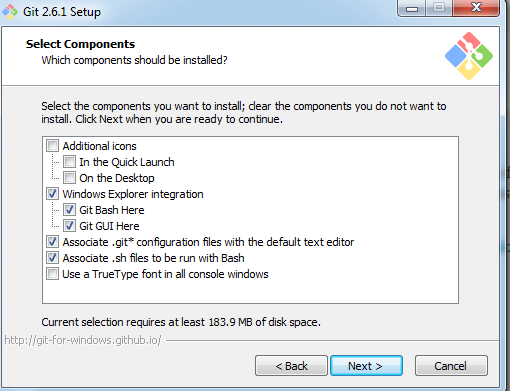 Git 2.6.1 Setup
Select Components
Which components should be installed?
Select the components you want to install; clear the components you do not want to
install. Click Next when you are ready to continue.
Additional icons
In the Quick Launch
On the Desktop
Windows Explorer integration
Git Bash Here
Git GUI Here
Associate .git* configuration files with the default text editor
Associate .sh files to be run with Bash
Use a TrueType font in all console windows
Current selection requires at least 183.9 MB of disk space.
http://git-for-windows.github.io/
< Back
Next >
Cancel